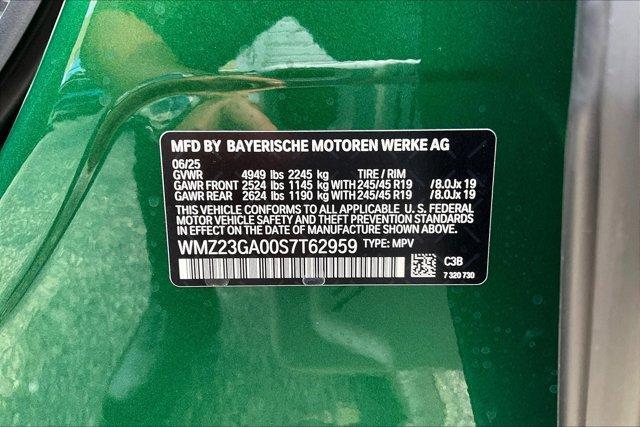 MFD BY BAYERISCHE MOTOREN WERKE AG
06/25
GVWR 4949 lbs 2245 kg TIRE / RIM
GAWR FRONT 2524 lbs 1145 kg WITH 245/45 R19 /8.0Jx 19
GAWR REAR 2624 lbs 1190 kg WITH 245/45 R19 /8.0Jx 19
THIS VEHICLE CONFORMS TO ALL APPLICABLE U. S. FEDERAL
MOTOR VEHICLE SAFETY AND THEFT PREVENTION STANDARDS
IN EFFECT ON THE DATE OF MANUFACTURE SHOWN ABOVE.
WMZ23GA00S7T62959 TYPE: MPV
C3B
7 320 730